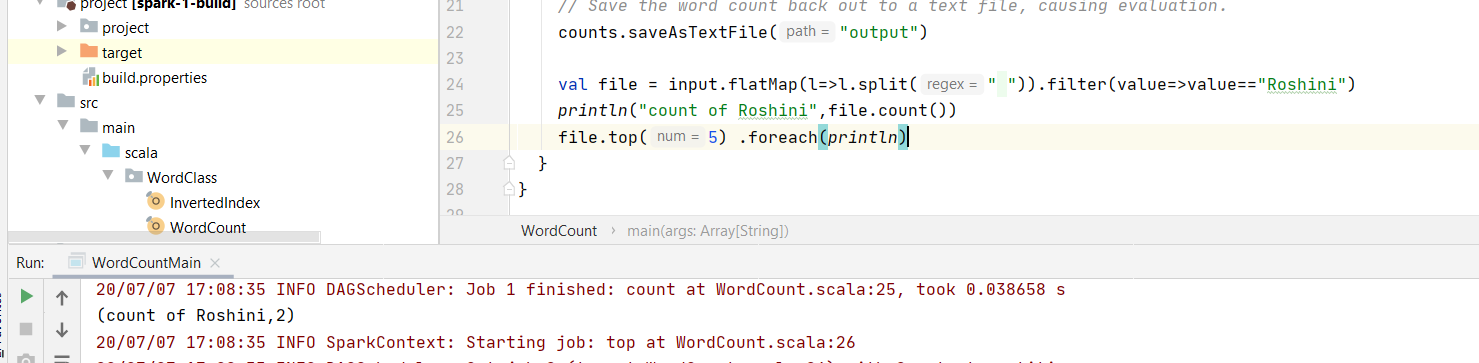 project [spark-1-build] sources root
project
target
build.properties
src
main
scala
WordClass
InvertedIndex
WordCount
21 // Save the word count back out to a text file, causing evaluation.
22 counts.saveAsTextFile( path = "output")
23
24 val file = input.flatMap(l=>l.split( regex = " ")).filter(value=>value=="Roshini")
25 println("count of Roshini",file.count())
26 file.top( num = 5) .foreach(println)
27 }
28 }
29
WordCount › main(args: Array[String])
Run: WordCountMain ×
20/07/07 17:08:35 INFO DAGScheduler: Job 1 finished: count at WordCount.scala:25, took 0.038658 s
(count of Roshini,2)
20/07/07 17:08:35 INFO SparkContext: Starting job: top at WordCount.scala:26